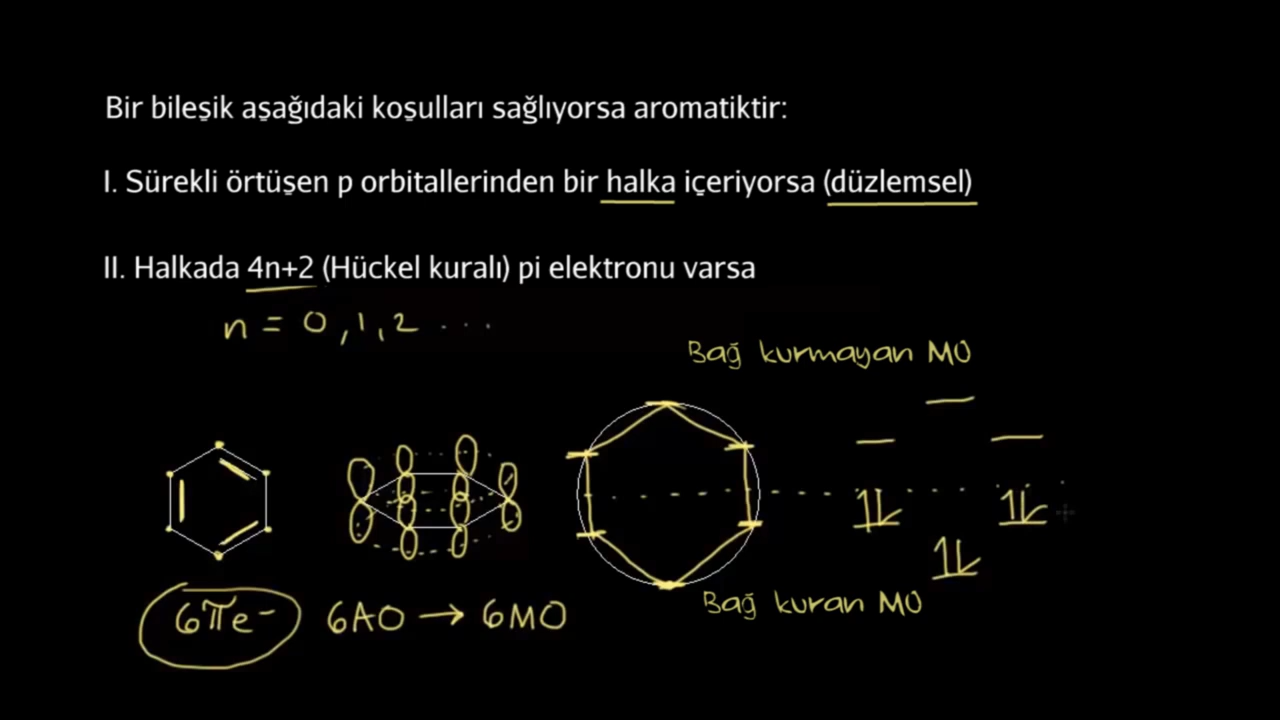 Bir bileşik aşağıdaki koşulları sağlıyorsa aromatiktir:
I. Sürekli örtüşen p orbitallerinden bir halka içeriyorsa (düzlemsel)
II. Halkada 4n+2 (Hückel kuralı) pi elektronu varsa
n = 0,1,2 ...
Bağ kurmayan MO
Bağ kuran MO
6πe⁻ 6AO → 6MO